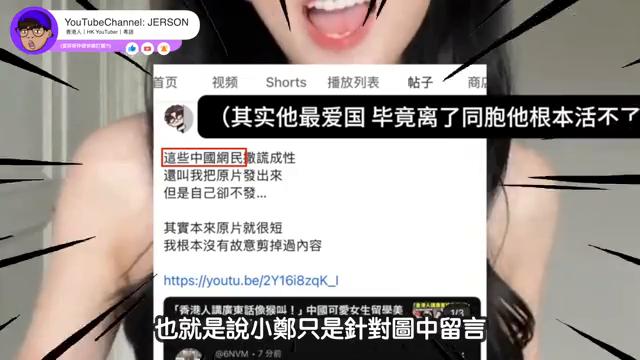 YouTubeChannel: JERSON
香港人｜HK YouTuber｜粵語
首页 视频 Shorts 播放列表 帖子 商店
（其实他最爱国 毕竟离了同胞他根本活不了
這些中國網民撒謊成性
還叫我把原片發出來
但是自己卻不發...
其實本來原片就很短
我根本沒有故意剪掉過內容
https://youtu.be/2Y16i8zqK_I
「香港人講廣東話像猴叫！」中國可愛女生留學美
1/3
也就是說小鄭只是針對圖中留言
@6NVM • 7 分前